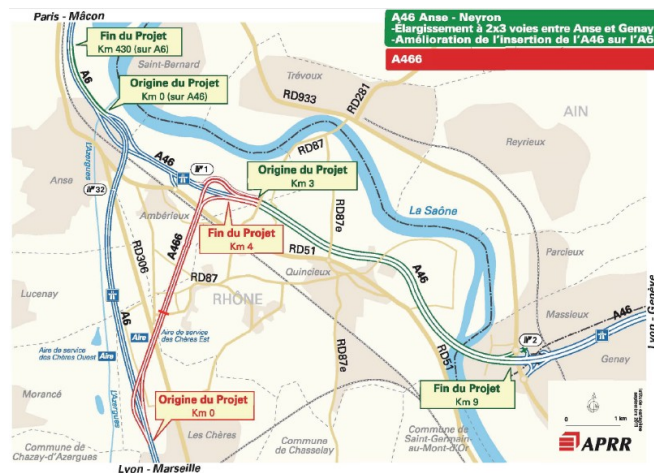 Paris - Mâcon
A46 Anse - Neyron
-Élargissement à 2x3 voies entre Anse et Genay
-Amélioration de l'insertion de l'A46 sur l'A6
A466
Fin du Projet
Km 430 (sur A6)
Saint-Bernard
A6
Origine du Projet
Km 0 (sur A46)
Trévoux
RD933
RD281
AIN
RD87
Reyrieux
L'Azergues
A46
N°1
Anse
N°32
Origine du Projet
Km 3
Ambérieux
La Saône
Fin du Projet
Km 4
RD87e
A466
RD51
Parcieux
RD306
Quincieux
A46
RD87
Lucenay
RHÔNE
Massieux
A46
Lyon-Genève
A6
Aire
Aire de service
des Chères Est
N°2
Aire de service
des Chères Ouest
Aire
RD87e
RD51
Genay
Morancé
Fin du Projet
Km 9
L'Azergues
Origine du Projet
Km 0
Les Chères
0
1 km
Commune de
Chazay-d'Azergues
Commune de
Chasselay
Commune de
Saint-Germain
au-Mont-d'Or
APRR
Lyon - Marseille